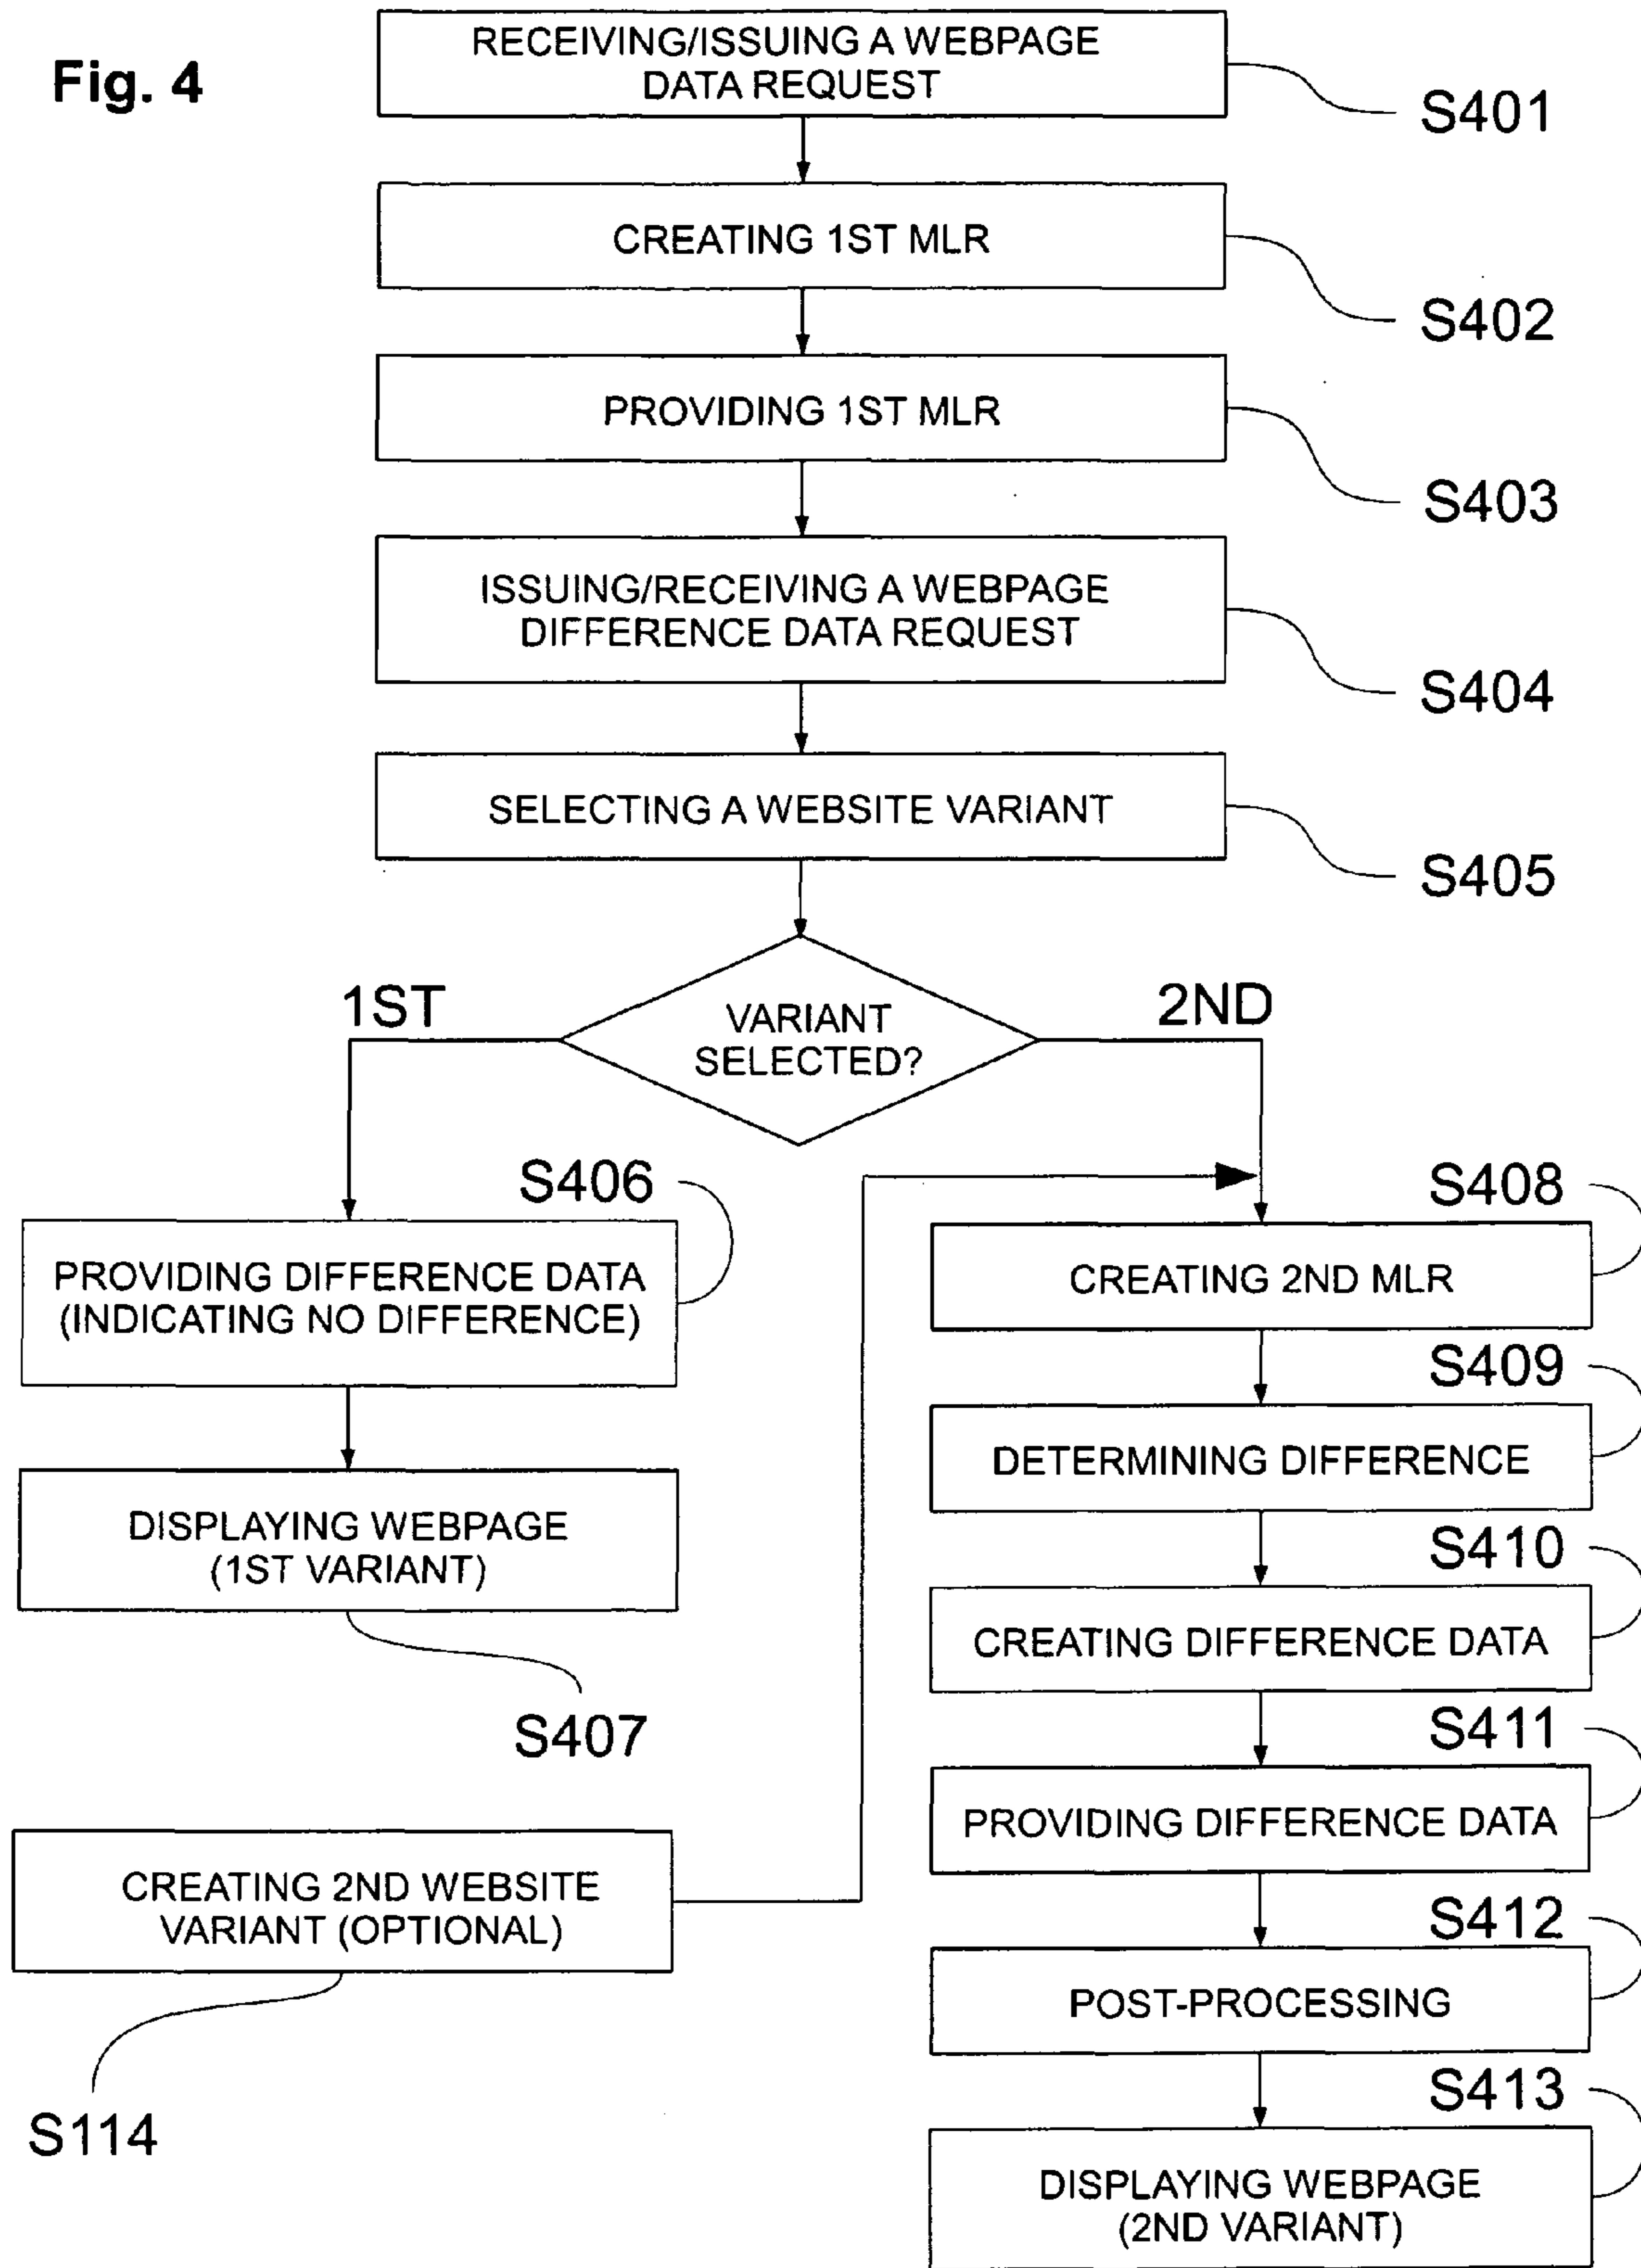 Fig. 4
RECEIVING/ISSUING A WEBPAGE
DATA REQUEST
S401
CREATING 1ST MLR
S402
PROVIDING 1ST MLR
S403
ISSUING/RECEIVING A WEBPAGE
DIFFERENCE DATA REQUEST
S404
SELECTING A WEBSITE VARIANT
S405
1ST
VARIANT
SELECTED?
2ND
S406
PROVIDING DIFFERENCE DATA
(INDICATING NO DIFFERENCE)
DISPLAYING WEBPAGE
(1ST VARIANT)
S407
CREATING 2ND WEBSITE
VARIANT (OPTIONAL)
S114
S408
CREATING 2ND MLR
S409
DETERMINING DIFFERENCE
S410
CREATING DIFFERENCE DATA
S411
PROVIDING DIFFERENCE DATA
S412
POST-PROCESSING
S413
DISPLAYING WEBPAGE
(2ND VARIANT)